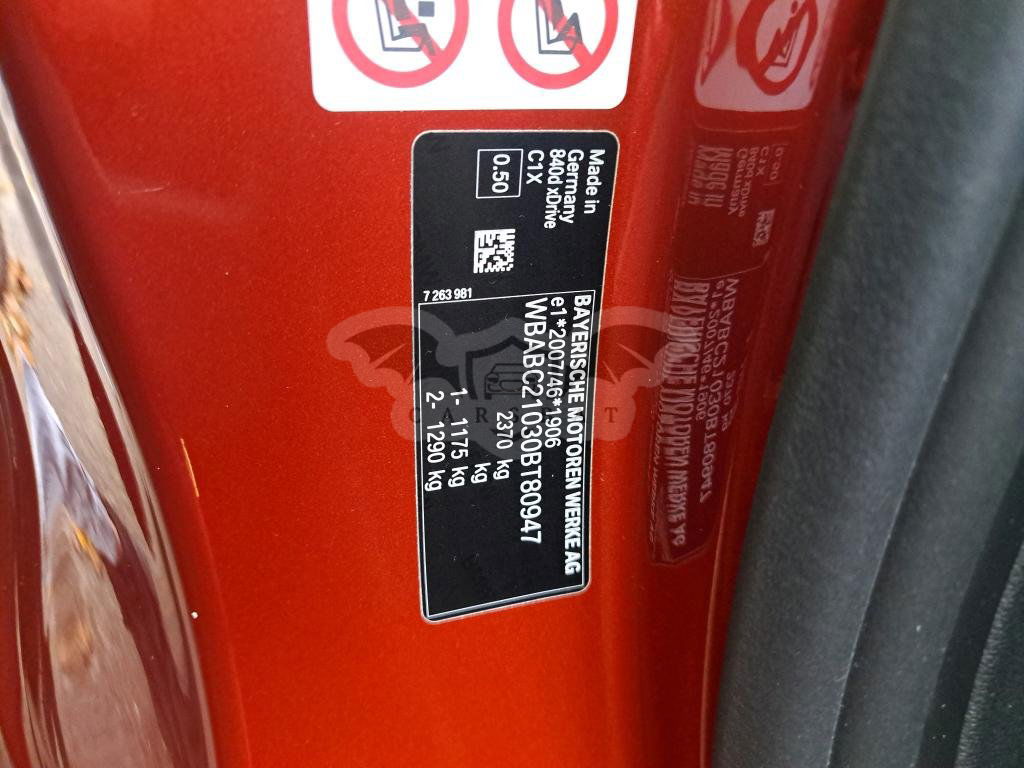 Made in
Germany
840d xDrive
C1X
0.50
7 263 981
BAYERISCHE MOTOREN WERKE AG
e1*2007/46*1906
WBABC21030BT80947
2370 kg
kg
1- 1175 kg
2- 1290 kg